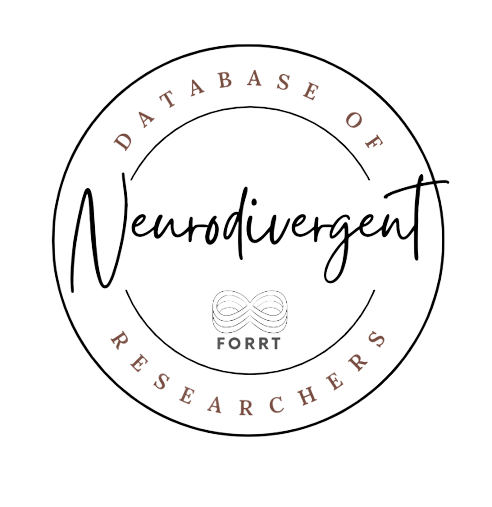 DATABASE OF
Neurodivergent
FORRT
RESEARCHERS